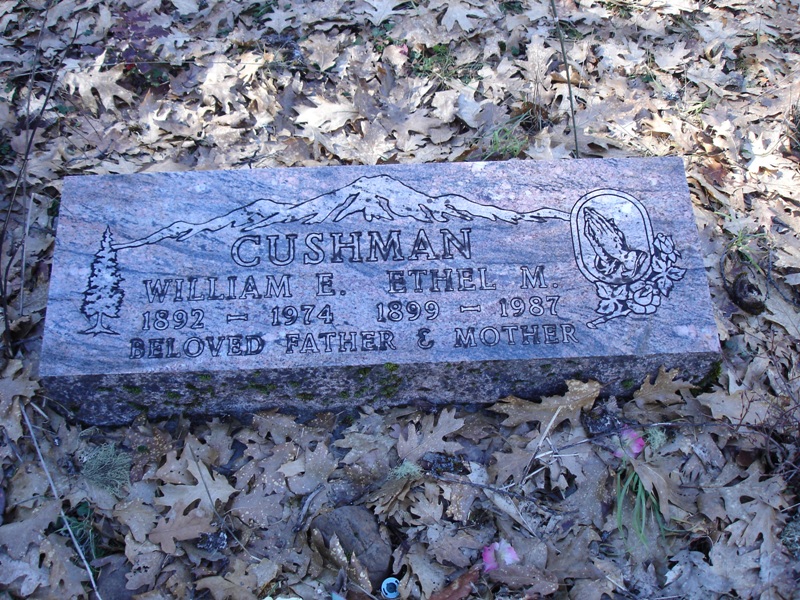 CUSHMAN
WILLIAM E. ETHEL M.
1892 - 1974 1899 - 1987
BELOVED FATHER & MOTHER